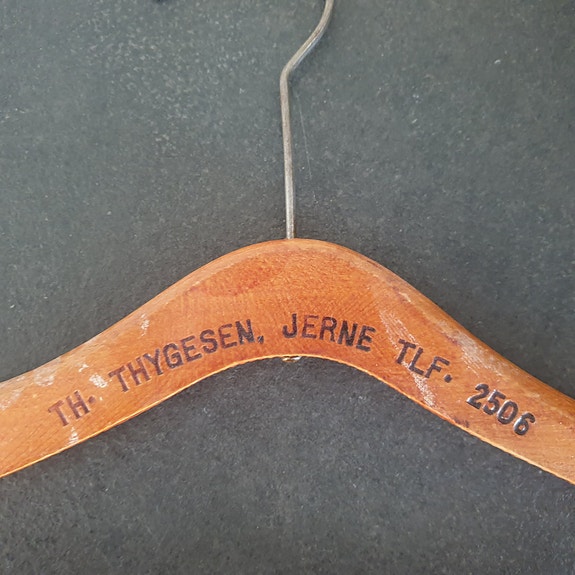 TH. THYGESEN, JERNE TLF. 2506